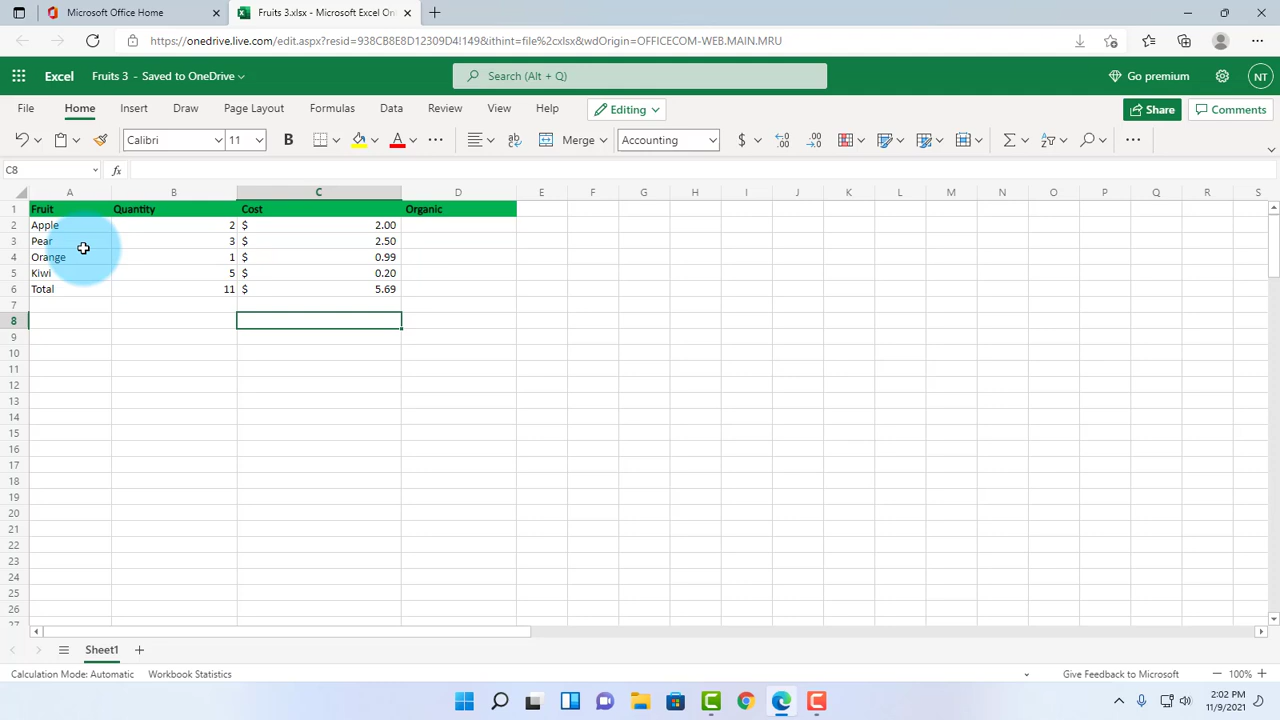 Microsoft Office Home
Fruits 3.xlsx - Microsoft Excel On
https://onedrive.live.com/edit.aspx?resid=938CB8E8D12309D4!149&ithint=file%2cxlsx&wdOrigin=OFFICECOM-WEB.MAIN.MRU
Excel Fruits 3 - Saved to OneDrive Search (Alt + Q) Go premium NT
File Home Insert Draw Page Layout Formulas Data Review View Help Editing Share Comments
Calibri 11 B A ab Merge Accounting $ .00 Σ
C8 fx
A B C D E F G H I J K L M N O P Q R S
1 Fruit Quantity Cost Organic
2 Apple 2 $ 2.00
3 Pear 3 $ 2.50
4 Orange 1 $ 0.99
5 Kiwi 5 $ 0.20
6 Total 11 $ 5.69
7
8
9
10
11
12
13
14
15
16
17
18
19
20
21
22
23
24
25
26
27
Sheet1
Calculation Mode: Automatic Workbook Statistics Give Feedback to Microsoft 100%
2:02 PM
11/9/2021